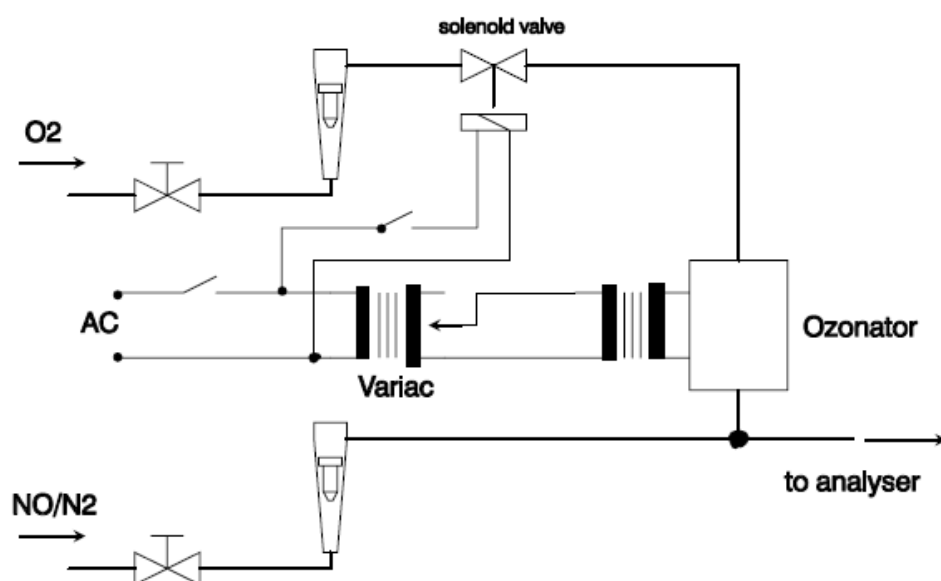 solenoid valve
O2
AC
Variac
Ozonator
NO/N2
to analyser